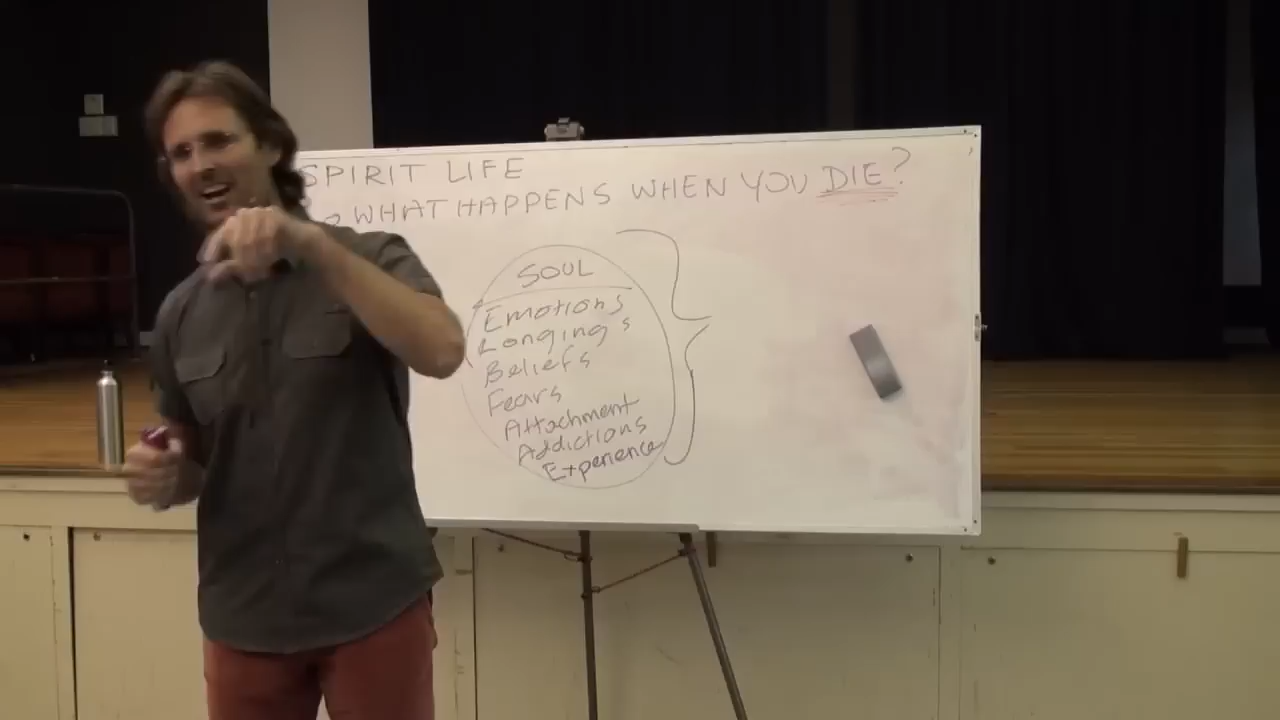 SPIRIT LIFE
WHAT HAPPENS WHEN YOU DIE?
SOUL
Emotions
Longings
Beliefs
Fears
Attachment
Addictions
Experience